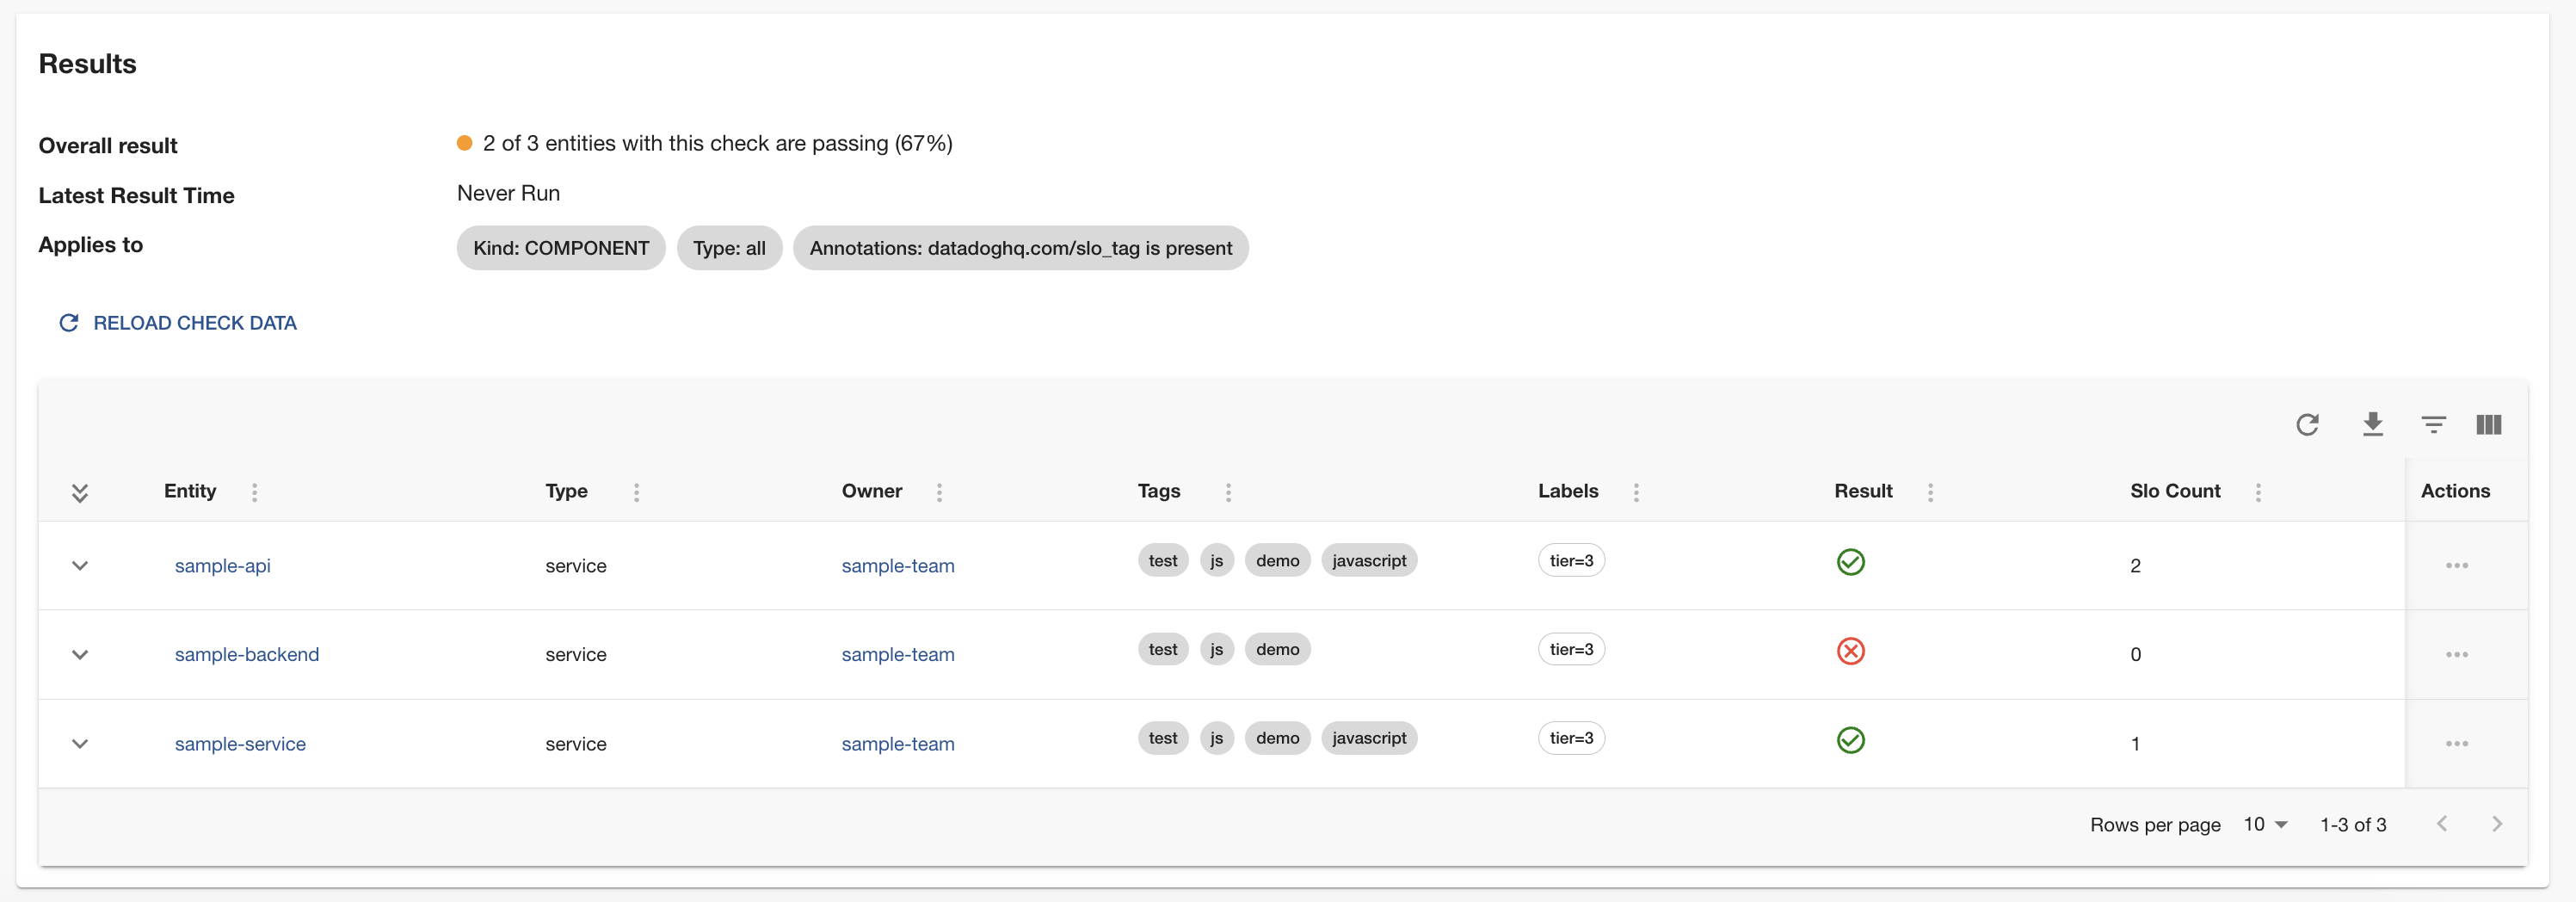 Results
Overall result 2 of 3 entities with this check are passing (67%)
Latest Result Time Never Run
Applies to Kind: COMPONENT Type: all Annotations: datadoghq.com/slo_tag is present
RELOAD CHECK DATA
Entity Type Owner Tags Labels Result Slo Count Actions
sample-api service sample-team test js demo javascript tier=3 2
sample-backend service sample-team test js demo tier=3 0
sample-service service sample-team test js demo javascript tier=3 1
Rows per page 10 1-3 of 3